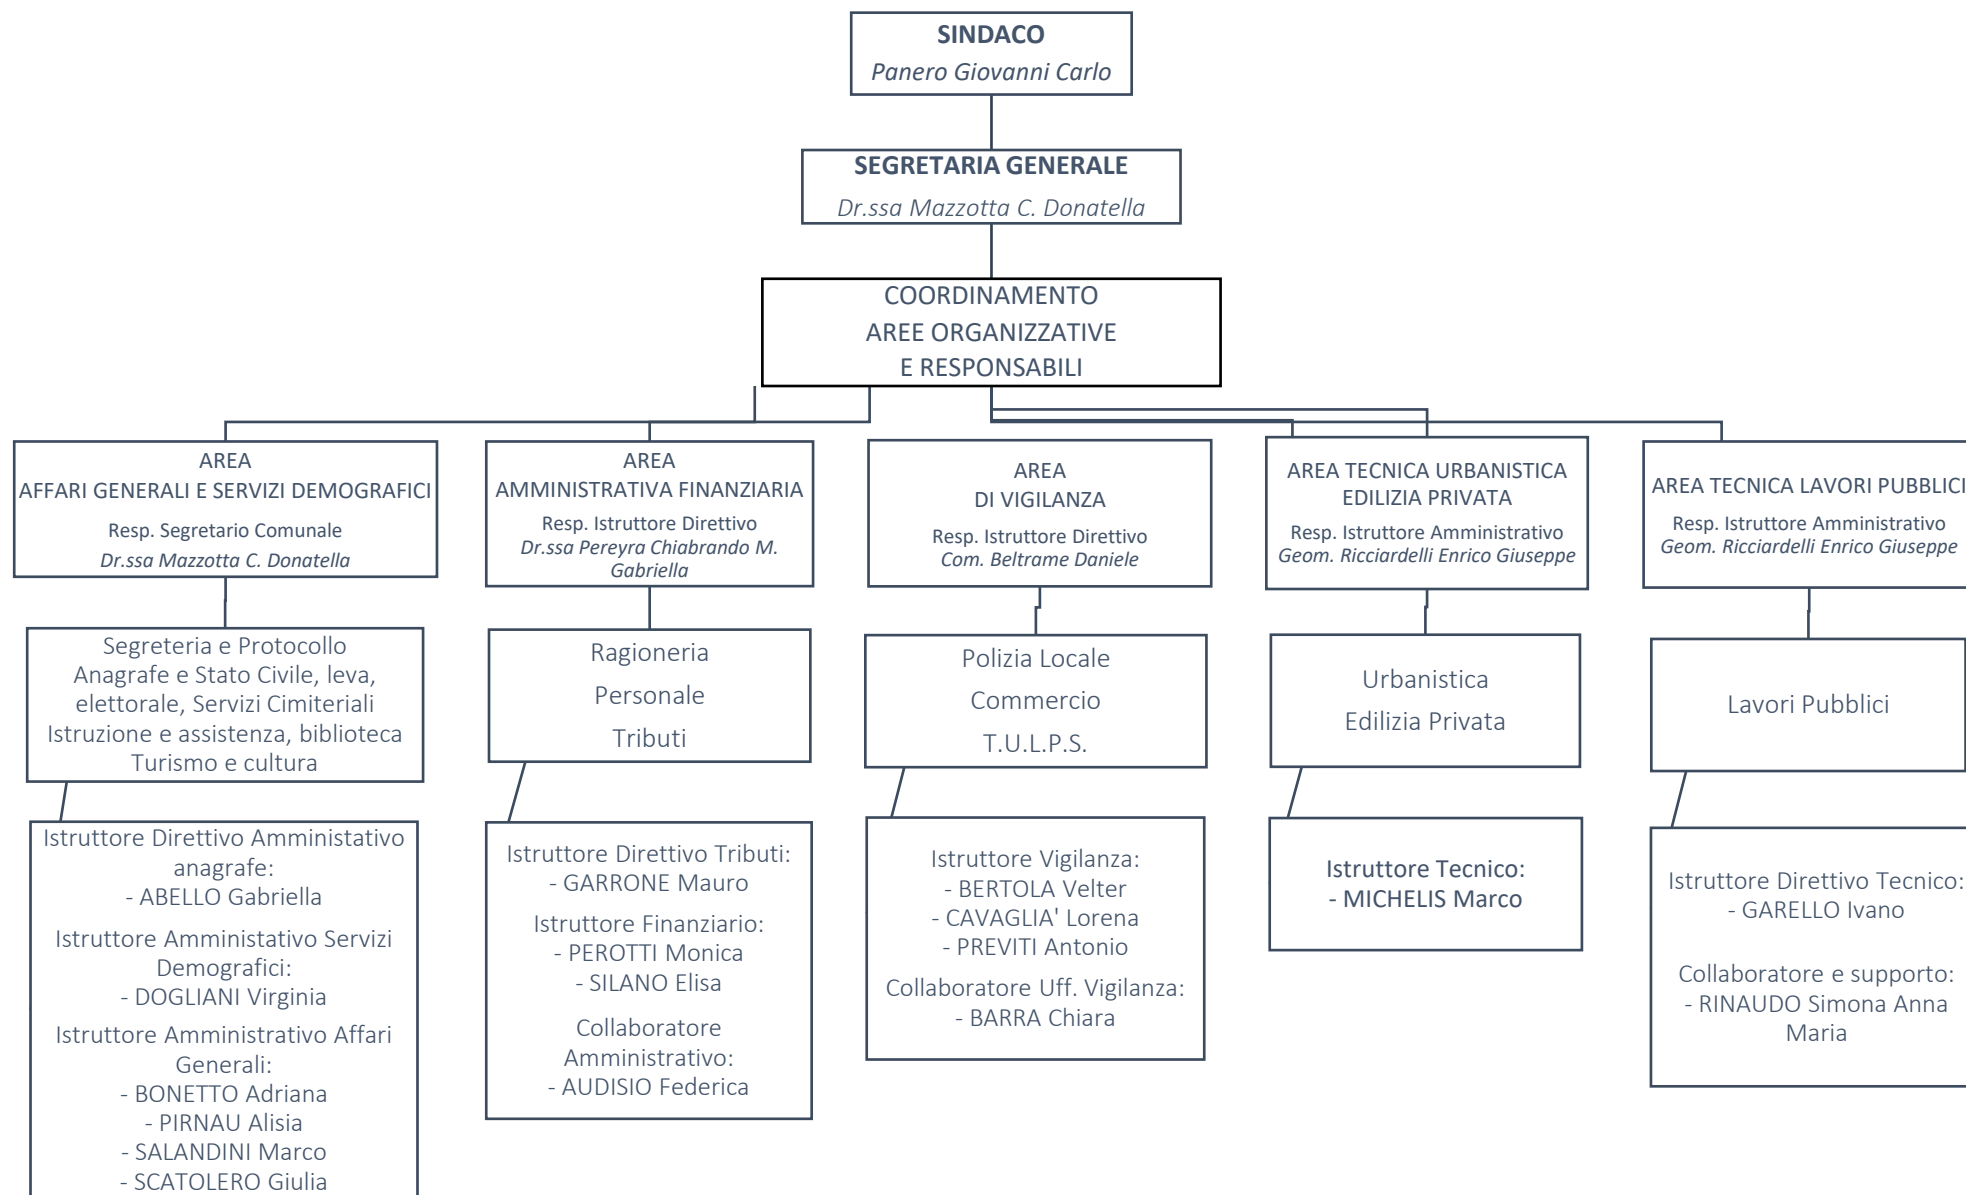 SINDACO
Panero Giovanni Carlo
SEGRETARIA GENERALE
Dr.ssa Mazzotta C. Donatella
COORDINAMENTO
AREE ORGANIZZATIVE
E RESPONSABILI
AREA
AFFARI GENERALI E SERVIZI DEMOGRAFICI
Resp. Segretario Comunale
Dr.ssa Mazzotta C. Donatella
AREA
AMMINISTRATIVA FINANZIARIA
Resp. Istruttore Direttivo
Dr.ssa Pereyra Chiabrando M.
Gabriella
AREA
DI VIGILANZA
Resp. Istruttore Direttivo
Com. Beltrame Daniele
AREA TECNICA URBANISTICA
EDILIZIA PRIVATA
Resp. Istruttore Amministrativo
Geom. Ricciardelli Enrico Giuseppe
AREA TECNICA LAVORI PUBBLICI
Resp. Istruttore Amministrativo
Geom. Ricciardelli Enrico Giuseppe
Segreteria e Protocollo
Anagrafe e Stato Civile, leva,
elettorale, Servizi Cimiteriali
Istruzione e assistenza, biblioteca
Turismo e cultura
Ragioneria
Personale
Tributi
Polizia Locale
Commercio
T.U.L.P.S.
Urbanistica
Edilizia Privata
Lavori Pubblici
Istruttore Direttivo Amministativo
anagrafe:
- ABELLO Gabriella
Istruttore Amministativo Servizi
Demografici:
- DOGLIANI Virginia
Istruttore Amministrativo Affari
Generali:
- BONETTO Adriana
- PIRNAU Alisia
- SALANDINI Marco
- SCATOLERO Giulia
Istruttore Direttivo Tributi:
- GARRONE Mauro
Istruttore Finanziario:
- PEROTTI Monica
- SILANO Elisa
Collaboratore
Amministrativo:
- AUDISIO Federica
Istruttore Vigilanza:
- BERTOLA Velter
- CAVAGLIA' Lorena
- PREVITI Antonio
Collaboratore Uff. Vigilanza:
- BARRA Chiara
Istruttore Tecnico:
- MICHELIS Marco
Istruttore Direttivo Tecnico:
- GARELLO Ivano
Collaboratore e supporto:
- RINAUDO Simona Anna
Maria